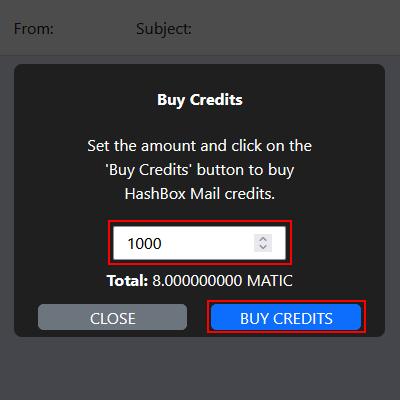 From: Subject:
Buy Credits
Set the amount and click on the
'Buy Credits' button to buy
HashBox Mail credits.
1000
Total: 8.000000000 MATIC
CLOSE BUY CREDITS